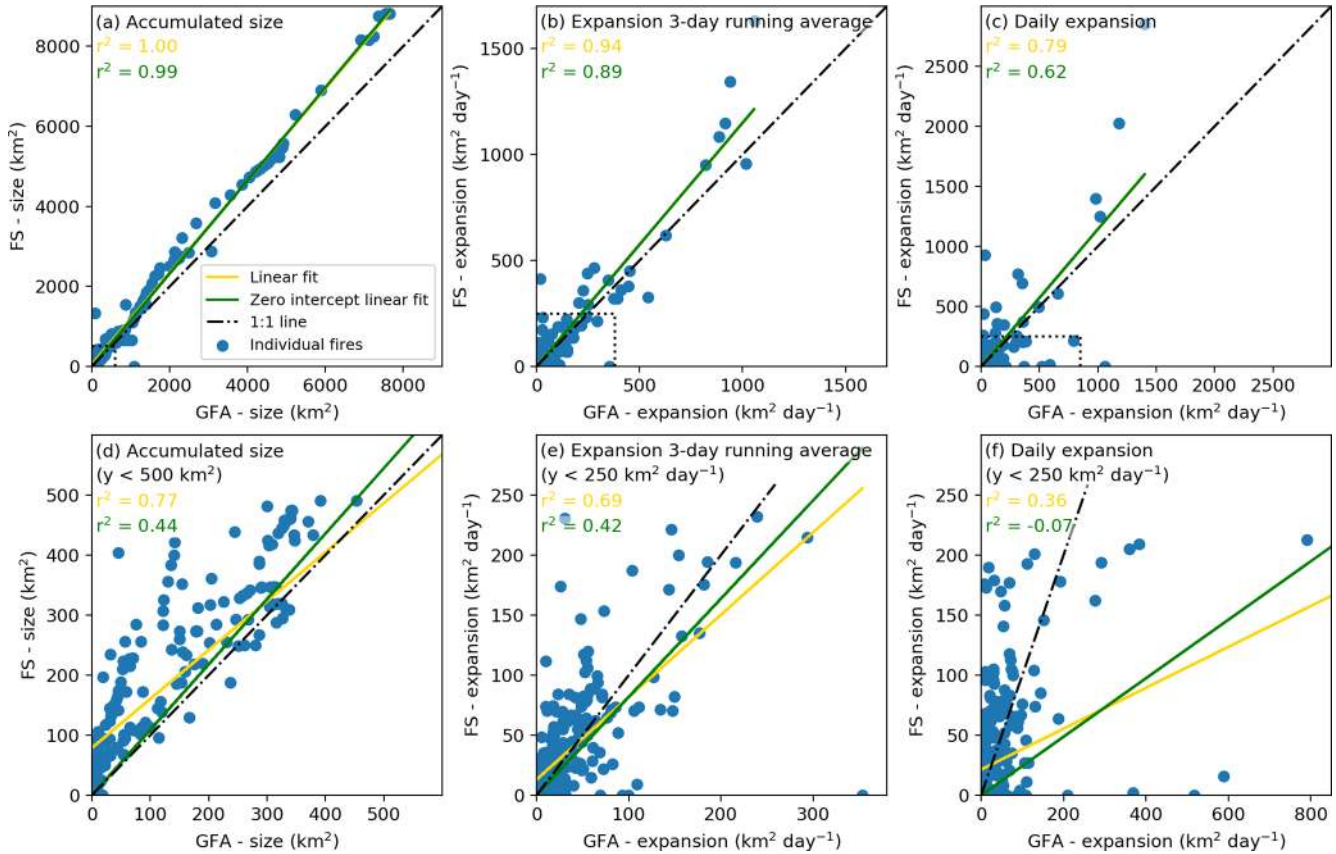 (a) Accumulated size
r² = 1.00
r² = 0.99
8000
6000
4000
2000
0
FS - size (km²)
Linear fit
Zero intercept linear fit
1:1 line
Individual fires
0 2000 4000 6000 8000
GFA - size (km²)
(b) Expansion 3-day running average
r² = 0.94
r² = 0.89
1500
1000
500
0
FS - expansion (km² day⁻¹)
0 500 1000 1500
GFA - expansion (km² day⁻¹)
(c) Daily expansion
r² = 0.79
r² = 0.62
2500
2000
1500
1000
500
0
FS - expansion (km² day⁻¹)
0 500 1000 1500 2000 2500
GFA - expansion (km² day⁻¹)
(d) Accumulated size
(y < 500 km²)
r² = 0.77
r² = 0.44
500
400
300
200
100
0
FS - size (km²)
0 100 200 300 400 500
GFA - size (km²)
(e) Expansion 3-day running average
(y < 250 km² day⁻¹)
r² = 0.69
r² = 0.42
250
200
150
100
50
0
FS - expansion (km² day⁻¹)
0 100 200 300
GFA - expansion (km² day⁻¹)
(f) Daily expansion
(y < 250 km² day⁻¹)
r² = 0.36
r² = -0.07
250
200
150
100
50
0
FS - expansion (km² day⁻¹)
0 200 400 600 800
GFA - expansion (km² day⁻¹)